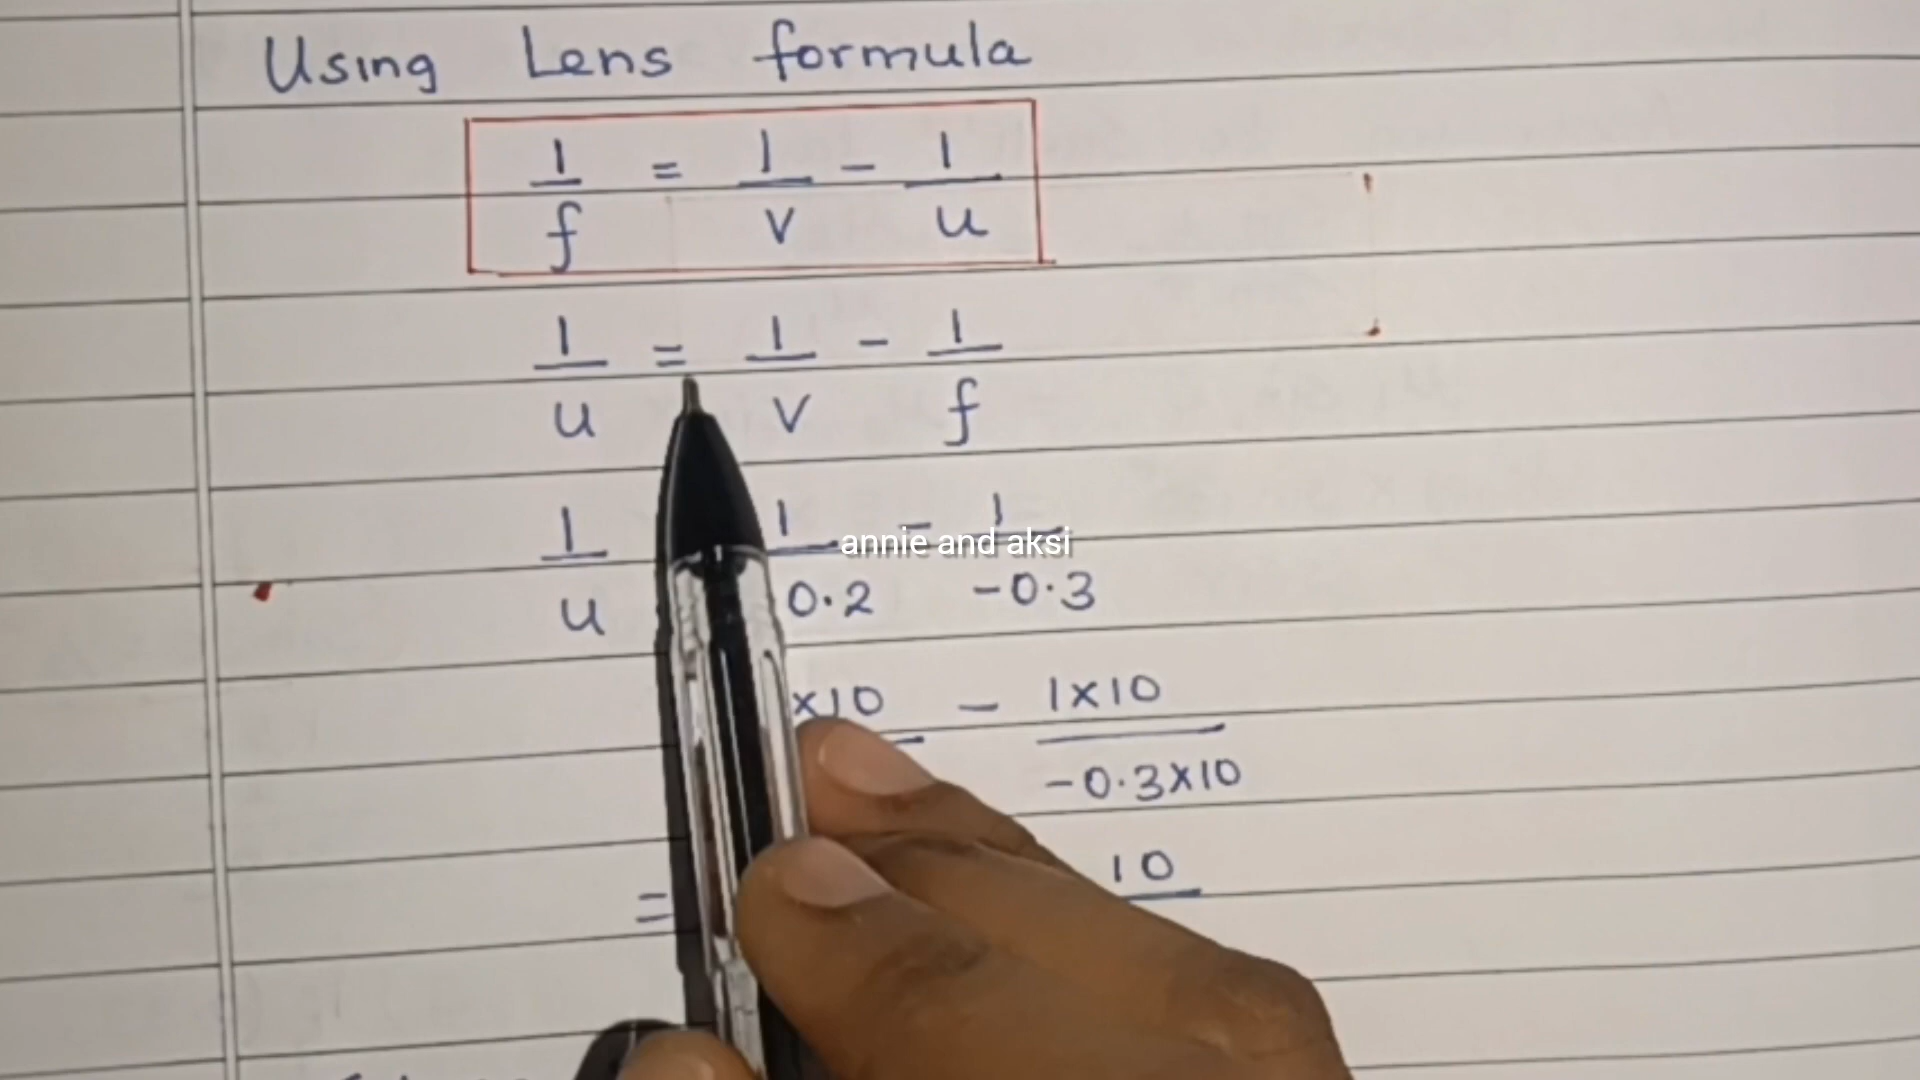 Using Lens formula
1/f = 1/v - 1/u
1/u = 1/v - 1/f
1/u 1/0.2 - 1/-0.3
annie and aksi
×10 - 1×10/-0.3×10
= 10